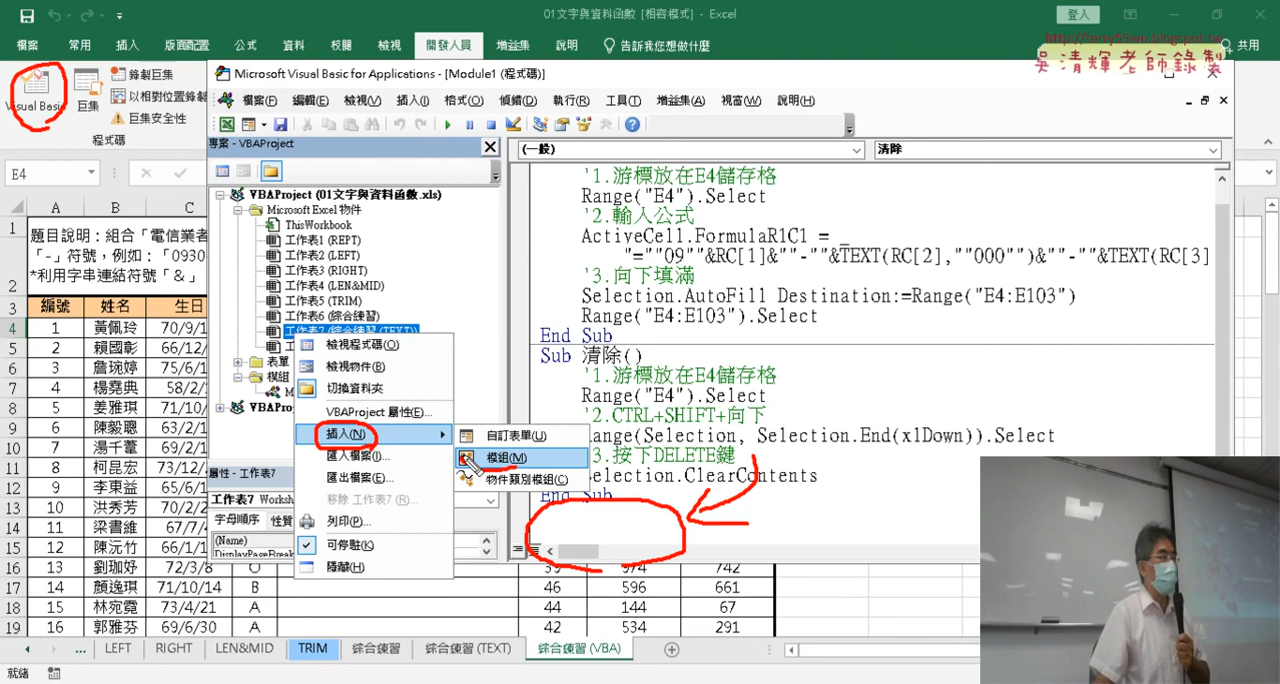 01文字與資料函數 [相容模式] - Excel
登入
檔案 常用 插入 版面配置 公式 資料 校閱 檢視 開發人員 增益集 說明 告訴我您想做什麼 共用
http://terry55wu.blogspot.tw
吳清輝老師錄製
Visual Basic 巨集
錄製巨集
以相對位置錄製
巨集安全性
程式碼
Microsoft Visual Basic for Applications - [Module1 (程式碼)]
檔案(F) 編輯(E) 檢視(V) 插入(I) 格式(O) 偵錯(D) 執行(R) 工具(T) 增益集(A) 視窗(W) 說明(H)
專案 - VBAProject
VBAProject (01文字與資料函數.xls)
Microsoft Excel 物件
ThisWorkbook
工作表1 (REPT)
工作表2 (LEFT)
工作表3 (RIGHT)
工作表4 (LEN&MID)
工作表5 (TRIM)
工作表6 (綜合練習)
工作表7 (綜合練習 (TEXT))
表單
模組
檢視程式碼(O)
檢視物件(B)
切換資料夾
VBAProject 屬性(E)...
插入(N)
匯入檔案(I)...
匯出檔案(E)...
移除 工作表7 (R)...
列印(P)...
可停駐(K)
隱藏(H)
自訂表單(U)
模組(M)
物件類別模組(C)
屬性 - 工作表7
工作表7 Worksh
字母順序 性質
(Name)
DisplayPageBreak
(一般) 清除
'1.游標放在E4儲存格
Range("E4").Select
'2.輸入公式
ActiveCell.FormulaR1C1 = _
"=""09""&RC[1]&""-""&TEXT(RC[2],""000"")&""-""&TEXT(RC[3]
'3.向下填滿
Selection.AutoFill Destination:=Range("E4:E103")
Range("E4:E103").Select
End Sub
Sub 清除()
'1.游標放在E4儲存格
Range("E4").Select
'2.CTRL+SHIFT+向下
Range(Selection, Selection.End(xlDown)).Select
3.按下DELETE鍵
Selection.ClearContents
End Sub
E4
A B C
1 題目說明：組合「電信業者
「-」符號，例如：「0930
2 *利用字串連結符號「&」
3 編號 姓名 生日
4 1 黃佩玲 70/9/1
5 2 賴國彰 66/12/
6 3 陳琬婷 75/6/1
7 4 楊堯典 58/2/
8 5 姜雅琪 71/10/
9 6 陳毅聰 63/2/1
10 7 湯千葦 69/2/1
11 8 柯昆宏 73/12/
12 9 李東益 65/6/1
13 10 洪秀芳 70/2/2
14 11 梁書維 67/7/4
15 12 陳沅竹 66/1/1
16 13 劉珈妤 72/3/8 O 39 974 742
17 14 顏逸琪 71/10/14 B 46 596 661
18 15 林宛霓 73/4/21 A 44 144 67
19 16 郭雅芬 69/6/30 A 42 534 291
... LEFT RIGHT LEN&MID TRIM 綜合練習 綜合練習 (TEXT) 綜合練習 (VBA)
就緒